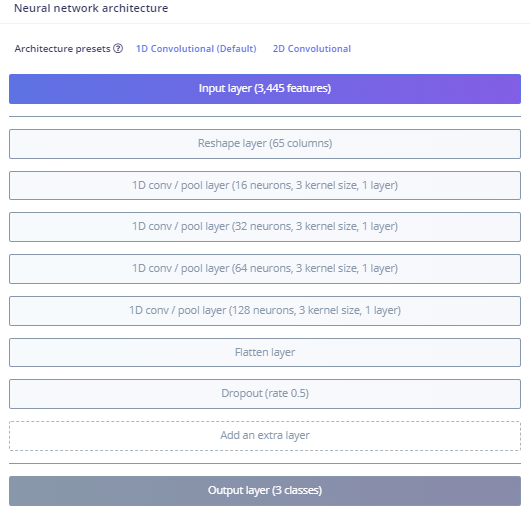 Neural network architecture
Architecture presets ? 1D Convolutional (Default) 2D Convolutional
Input layer (3,445 features)
Reshape layer (65 columns)
1D conv / pool layer (16 neurons, 3 kernel size, 1 layer)
1D conv / pool layer (32 neurons, 3 kernel size, 1 layer)
1D conv / pool layer (64 neurons, 3 kernel size, 1 layer)
1D conv / pool layer (128 neurons, 3 kernel size, 1 layer)
Flatten layer
Dropout (rate 0.5)
Add an extra layer
Output layer (3 classes)